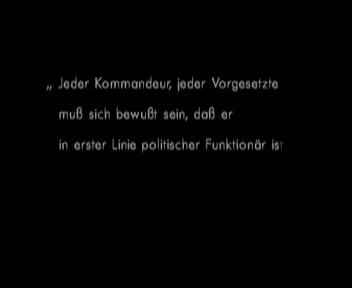 „ Jeder Kommandeur, jeder Vorgesetzte
muß sich bewußt sein, daß er
in erster Linie politischer Funktionär ist